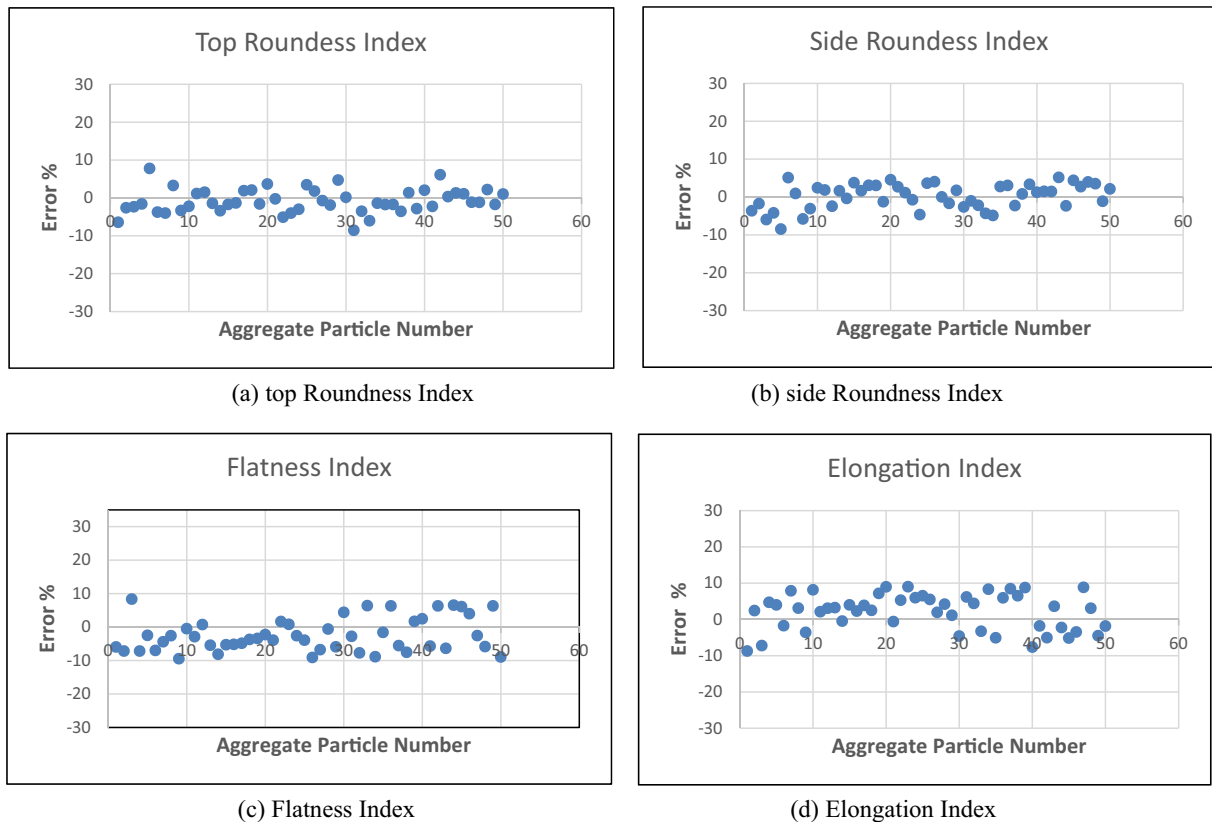 Top Roundess Index
30
20
10
0
-10
-20
-30
0 10 20 30 40 50 60
Error %
Aggregate Particle Number
(a) top Roundness Index
Side Roundess Index
30
20
10
0
-10
-20
-30
0 10 20 30 40 50 60
Error %
Aggregate Particle Number
(b) side Roundness Index
Flatness Index
30
20
10
0
-10
-20
-30
0 10 20 30 40 50 60
Error %
Aggregate Particle Number
(c) Flatness Index
Elongation Index
30
20
10
0
-10
-20
-30
0 10 20 30 40 50 60
Error %
Aggregate Particle Number
(d) Elongation Index